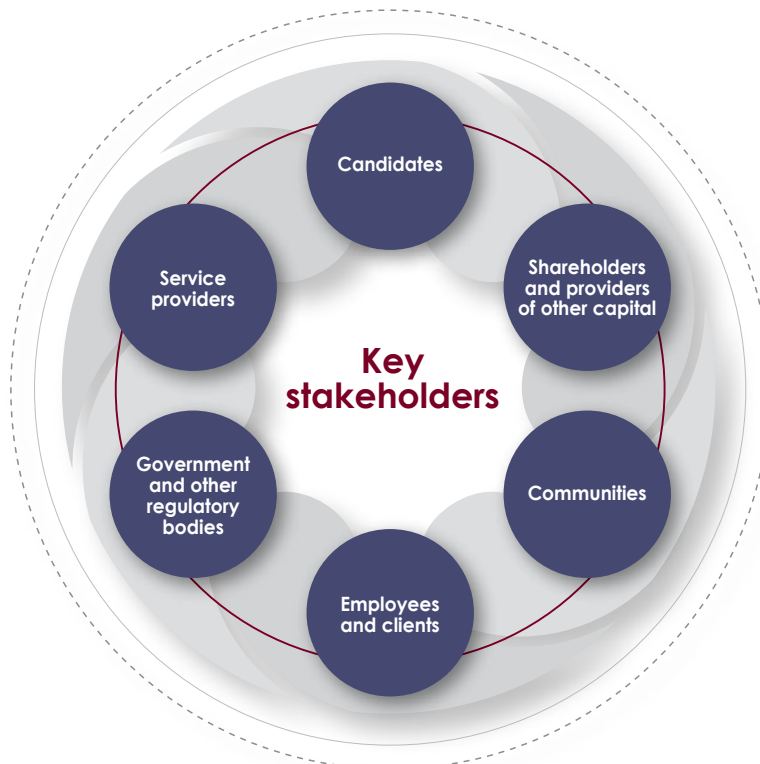 Candidates
Shareholders
and providers
of other capital
Service
providers
Key
stakeholders
Government
and other
regulatory
bodies
Communities
Employees
and clients